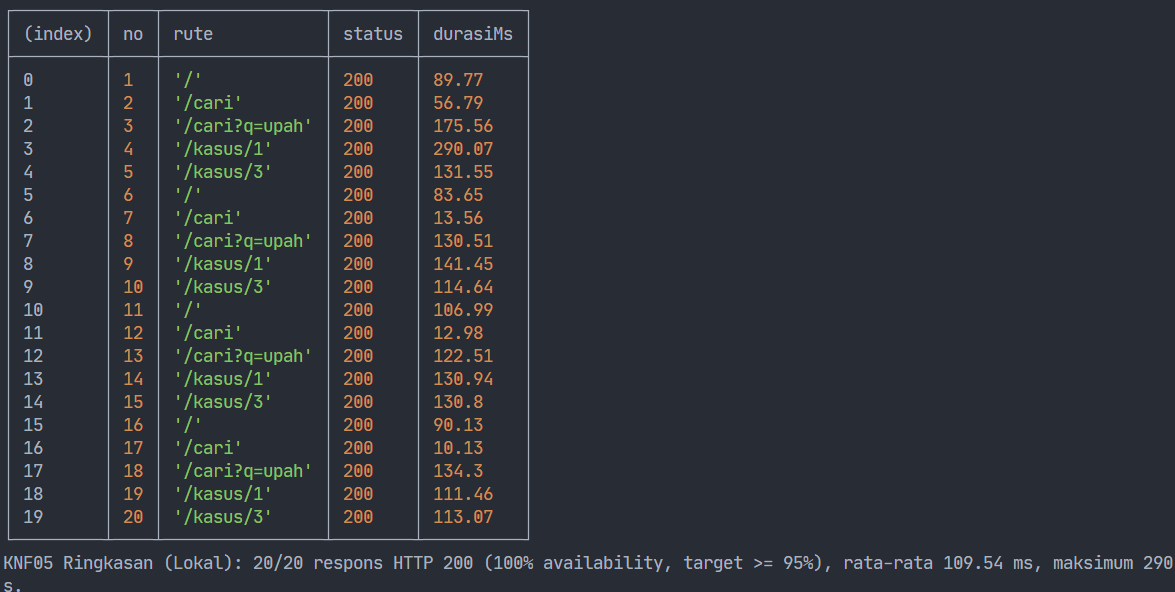 (index) no rute status durasiMs
0 1 '/' 200 89.77
1 2 '/cari' 200 56.79
2 3 '/cari?q=upah' 200 175.56
3 4 '/kasus/1' 200 290.07
4 5 '/kasus/3' 200 131.55
5 6 '/' 200 83.65
6 7 '/cari' 200 13.56
7 8 '/cari?q=upah' 200 130.51
8 9 '/kasus/1' 200 141.45
9 10 '/kasus/3' 200 114.64
10 11 '/' 200 106.99
11 12 '/cari' 200 12.98
12 13 '/cari?q=upah' 200 122.51
13 14 '/kasus/1' 200 130.94
14 15 '/kasus/3' 200 130.8
15 16 '/' 200 90.13
16 17 '/cari' 200 10.13
17 18 '/cari?q=upah' 200 134.3
18 19 '/kasus/1' 200 111.46
19 20 '/kasus/3' 200 113.07
KNF05 Ringkasan (Lokal): 20/20 respons HTTP 200 (100% availability, target >= 95%), rata-rata 109.54 ms, maksimum 290
s.